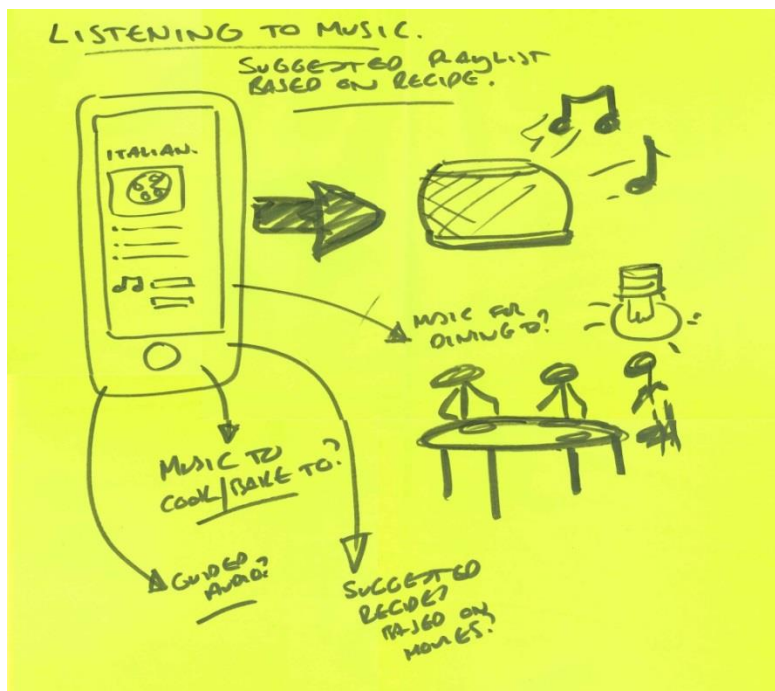 LISTENING TO MUSIC.
SUGGESTED PLAYLIST
BASED ON RECIPE.
ITALIAN.
MUSIC FOR
DINING TO?
MUSIC TO
COOK/BAKE TO?
GUIDED
AUDIO?
SUGGESTED
RECIPES
BASED ON
MOVIES?